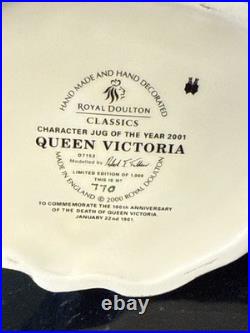 HAND MADE AND HAND DECORATED
ROYAL DOULTON
CLASSICS
CHARACTER JUG OF THE YEAR 2001
QUEEN VICTORIA
D7152
Modelled by
LIMITED EDITION OF 1,000
THIS IS Nº
770
MADE IN ENGLAND © 2000 ROYAL DOULTON
TO COMMEMORATE THE 100th ANNIVERSARY
OF THE DEATH OF QUEEN VICTORIA.
JANUARY 22nd 1901.